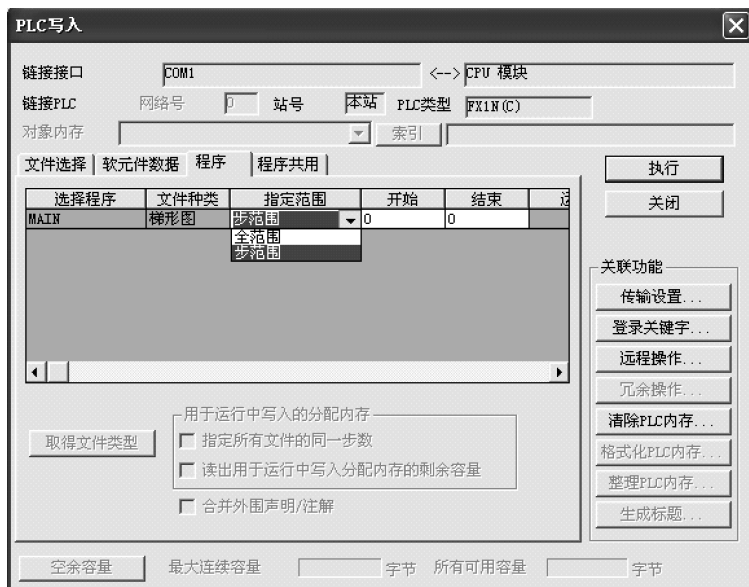 PLC写入
链接接口 COM1 <--> CPU 模块
链接PLC 网络号 0 站号 本站 PLC类型 FX1N(C)
对象内存 索引
文件选择 软元件数据 程序 程序共用
执行
关闭
选择程序 文件种类 指定范围 开始 结束
MAIN 梯形图 步范围 0 0
全范围
步范围
关联功能
传输设置...
登录关键字...
远程操作...
冗余操作...
清除PLC内存...
格式化PLC内存...
整理PLC内存...
生成标题...
取得文件类型
用于运行中写入的分配内存
指定所有文件的同一步数
读出用于运行中写入分配内存的剩余容量
合并外围声明/注解
空余容量 最大连续容量 字节 所有可用容量 字节